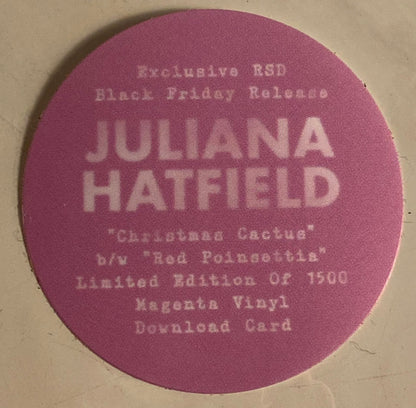 Exclusive RSD
Black Friday Release
JULIANA
HATFIELD
"Christmas Cactus"
b/w "Red Poinsettia"
Limited Edition Of 1500
Magenta Vinyl
Download Card